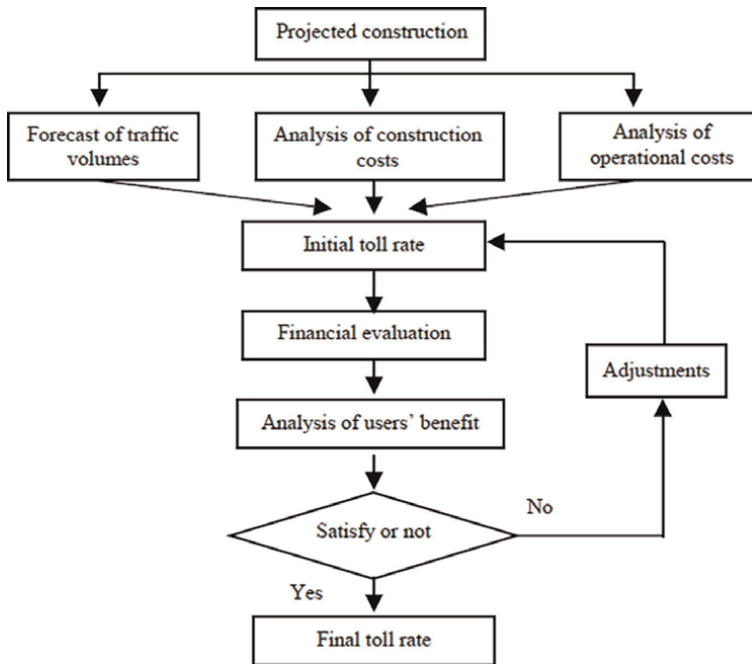 Projected construction
Forecast of traffic
volumes
Analysis of construction
costs
Analysis of
operational costs
Initial toll rate
Financial evaluation
Adjustments
Analysis of users’ benefit
No
Satisfy or not
Yes
Final toll rate